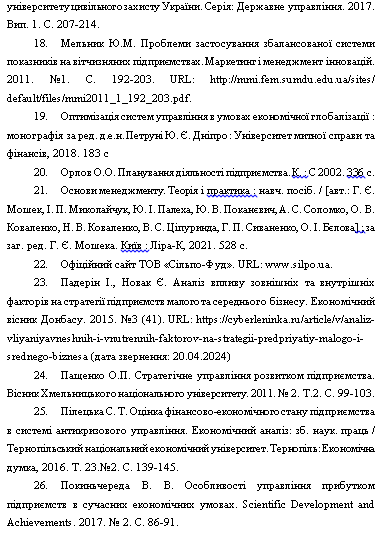 університету цивільного захисту України. Серія: Державне управління. 2017.
Вип. 1. С. 207-214.
18. Мельник Ю.М. Проблеми застосування збалансованої системи
показників на вітчизняних підприємствах. Маркетинг і менеджмент інновацій.
2011. №1. С. 192-203. URL: http://mmi.fem.sumdu.edu.ua/sites/
default/files/mmi2011_1_192_203.pdf.
19. Оптимізація систем управління в умовах економічної глобалізації :
монографія за ред. д.е.н. Петруні Ю. Є. Дніпро : Університет митної справи та
фінансів, 2018. 183 с
20. Орлов О.О. Планування діяльності підприємства. К. : С 2002. 336 с.
21. Основи менеджменту. Теорія і практика : навч. посіб. / [авт.: Г. Є.
Мошек, І. П. Миколайчук, Ю. І. Палеха, Ю. В. Поканєвич, А. С. Соломко, О. В.
Коваленко, Н. В. Коваленко, В. С. Ціпуринда, Г. П. Сиваненко, О. І. Бєлова] ; за
заг. ред. Г. Є. Мошека. Київ : Ліра-К, 2021. 528 с.
22. Офіційний сайт ТОВ «Сільпо-Фуд». URL: www.silpo.ua.
23. Падерін І., Новак Є. Аналіз впливу зовнішніх та внутрішніх
факторів на стратегії підприємств малого та середнього бізнесу. Економічний
вісник Донбасу. 2015. №3 (41). URL: https://cyberleninka.ru/article/v/analiz-
vliyaniyavneshnih-i-vnutrennih-faktorov-na-strategii-predpriyatiy-malogo-i-
srednego-biznesa (дата звернення: 20.04.2024)
24. Пащенко О.П. Стратегічне управління розвитком підприємства.
Вісник Хмельницького національного університету. 2011. № 2. Т.2. С. 99-103.
25. Пілецька С. Т. Оцінка фінансово-економічного стану підприємства
в системі антикризового управління. Економічний аналіз: зб. наук. праць /
Тернопільський національний економічний університет. Тернопіль: Економічна
думка, 2016. Т. 23.№2. С. 139-145.
26. Покиньчереда В. В. Особливості управління прибутком
підприємств в сучасних економічних умовах. Scientific Development and
Achievements. 2017. № 2. С. 86-91.